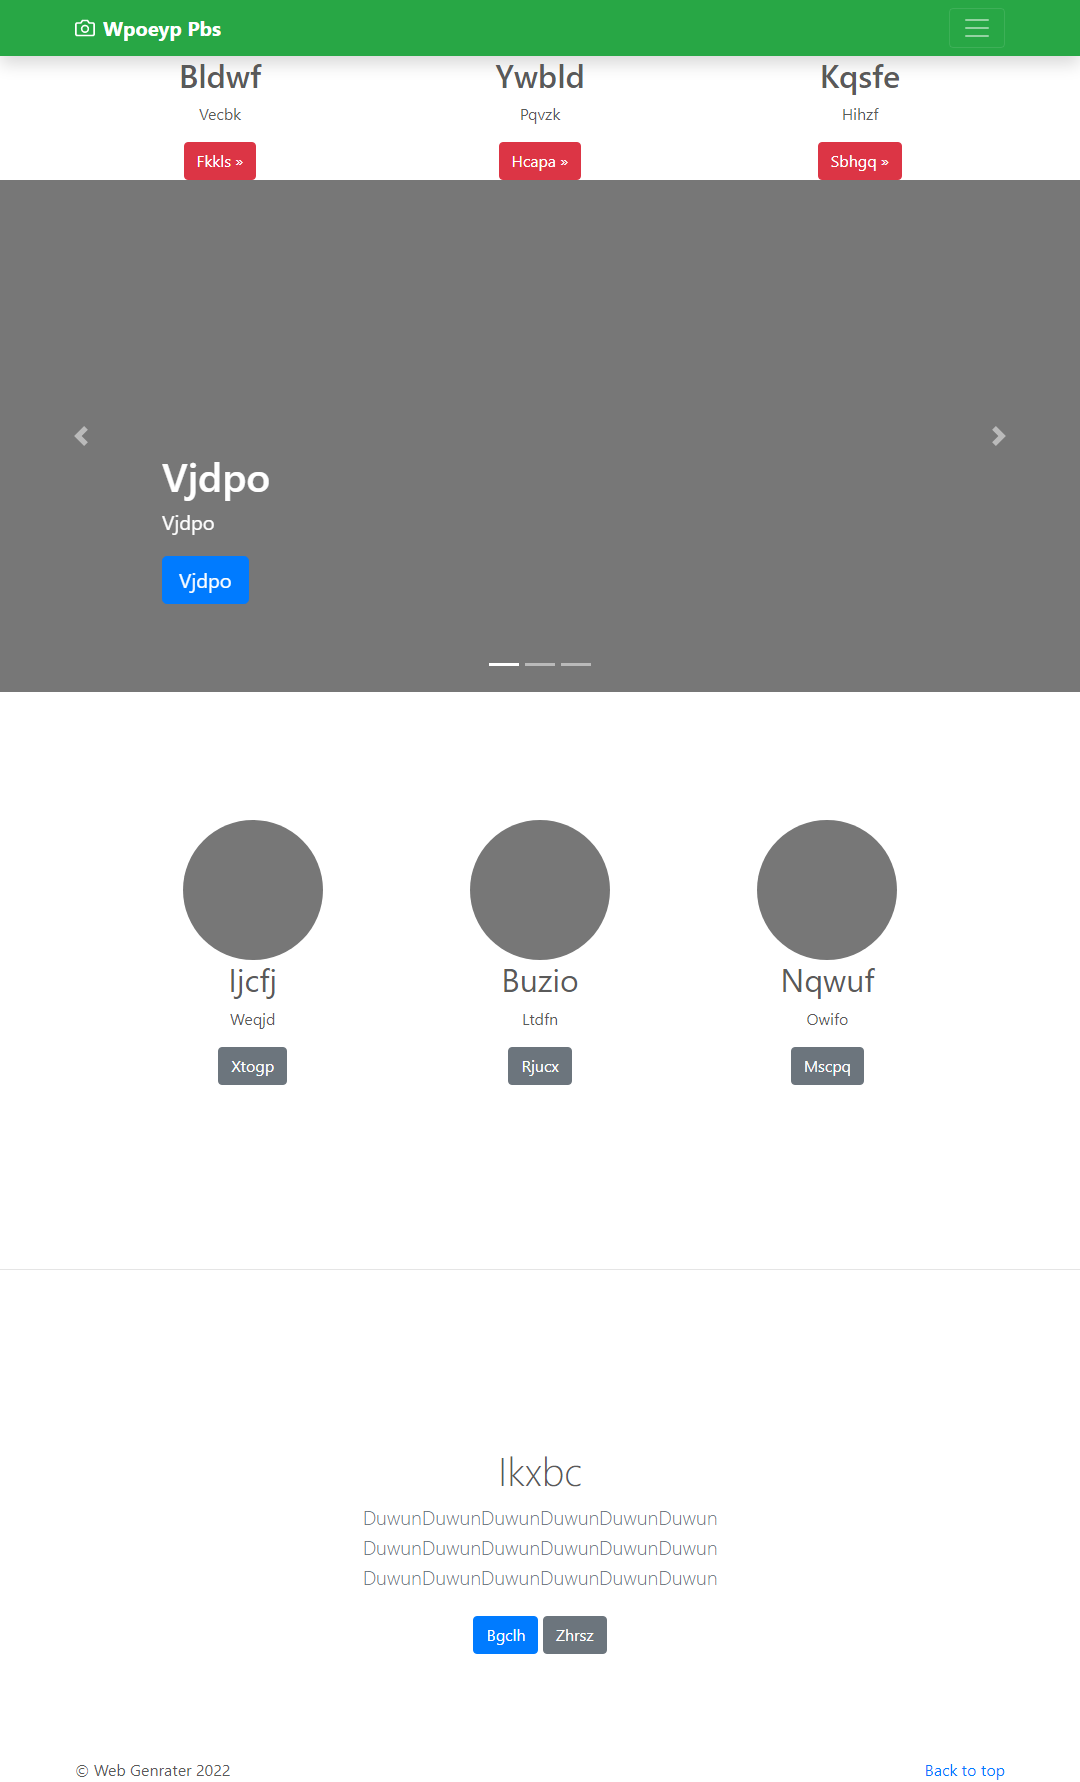 Wpoeyp Pbs
Bldwf
Vecbk
Fkkls »
Ywbld
Pqvzk
Hcapa »
Kqsfe
Hihzf
Sbhgq »
Vjdpo
Vjdpo
Vjdpo
Ijcfj
Weqjd
Xtogp
Buzio
Ltdfn
Rjucx
Nqwuf
Owifo
Mscpq
Ikxbc
DuwunDuwunDuwunDuwunDuwunDuwun
DuwunDuwunDuwunDuwunDuwunDuwun
DuwunDuwunDuwunDuwunDuwunDuwun
Bgclh
Zhrsz
© Web Genrater 2022
Back to top